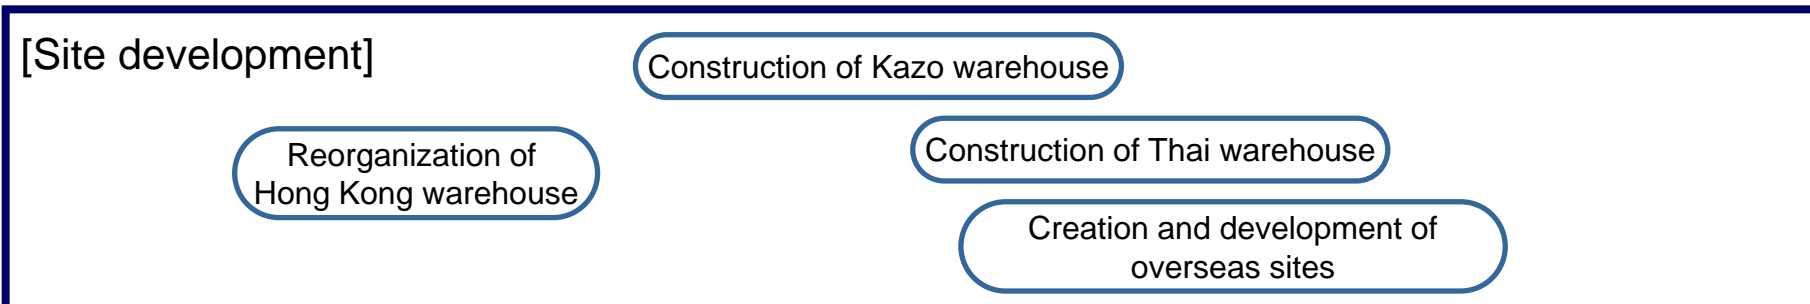 [Site development]
Construction of Kazo warehouse
Reorganization of
Hong Kong warehouse
Construction of Thai warehouse
Creation and development of
overseas sites